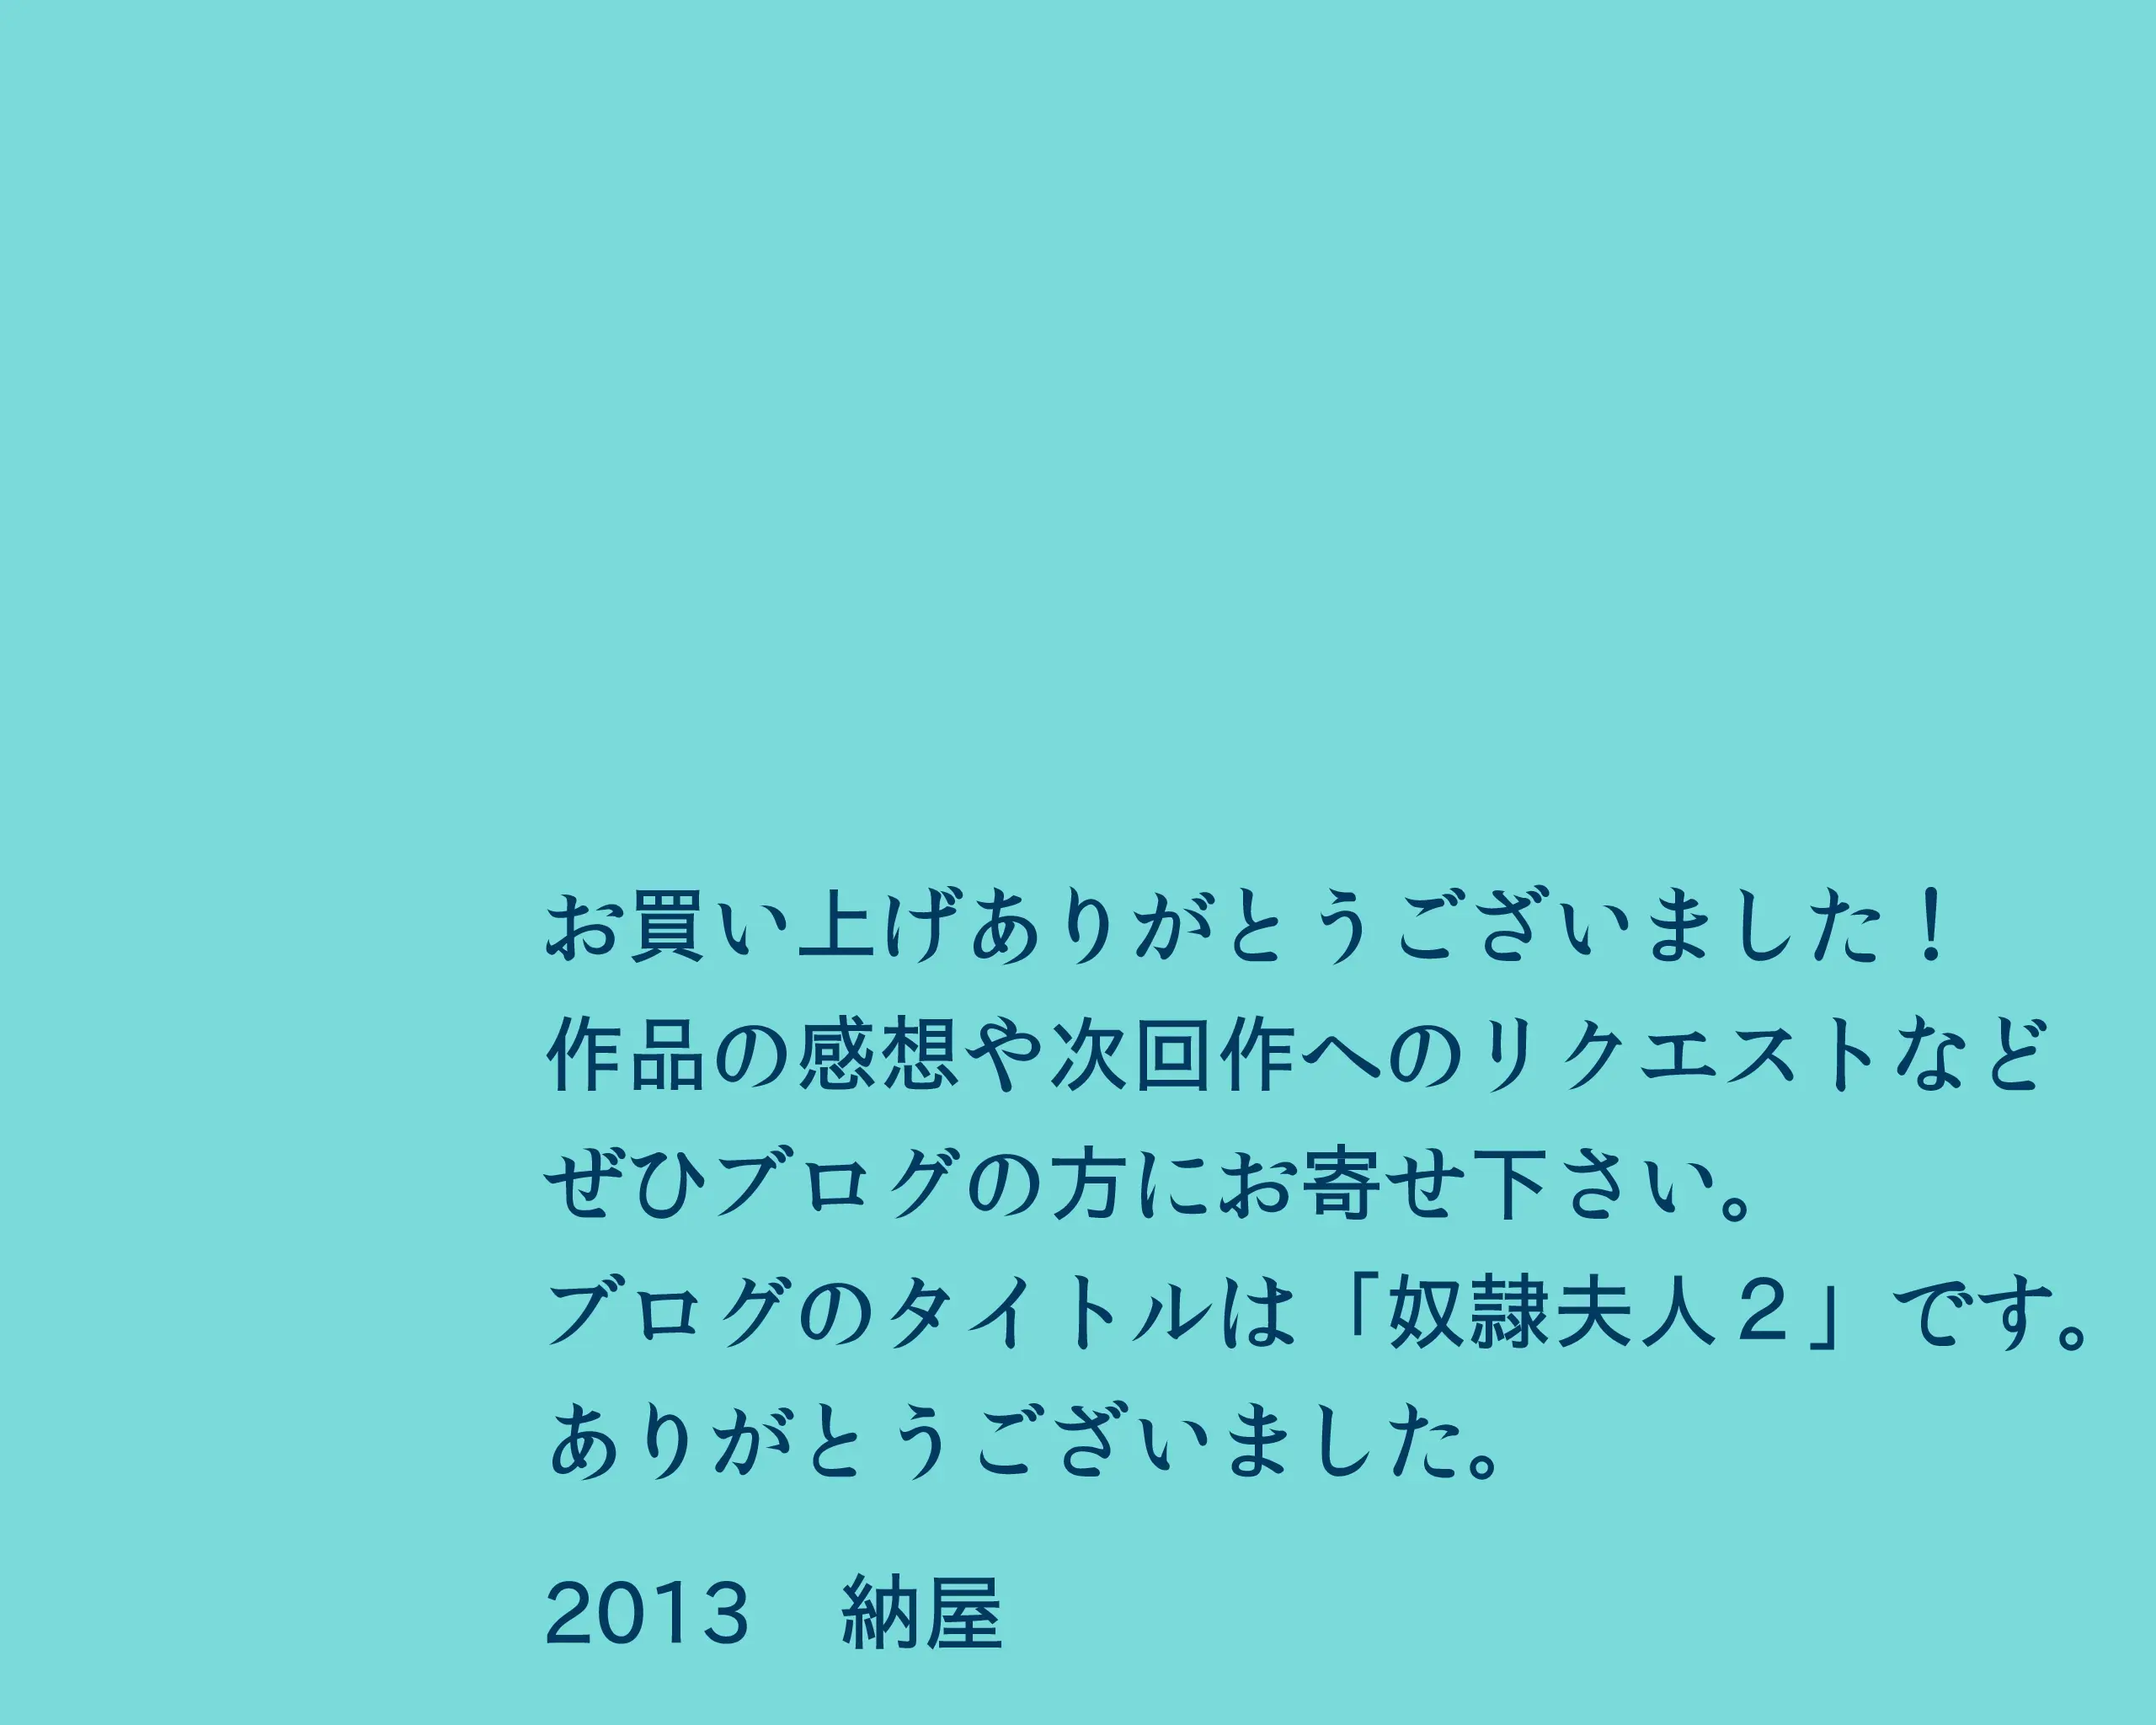 お買い上げありがとうございました！
作品の感想や次回作へのリクエストなど
ぜひブログの方にお寄せ下さい。
ブログのタイトルは「奴隷夫人２」です。
ありがとうございました。
2013　納屋